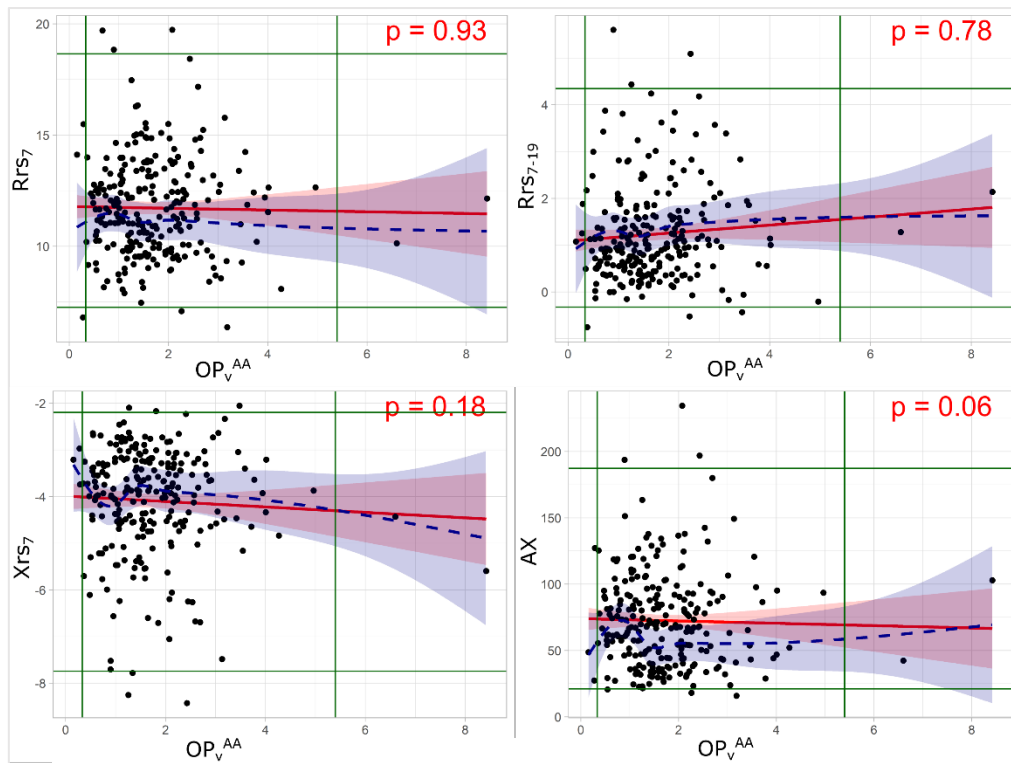 p = 0.93
Rrs7
20
15
10
0 2 4 6 8
OPvAA
p = 0.78
Rrs7-19
4
2
0
0 2 4 6 8
OPvAA
p = 0.18
Xrs7
-2
-4
-6
-8
0 2 4 6 8
OPvAA
p = 0.06
AX
200
150
100
50
0
0 2 4 6 8
OPvAA